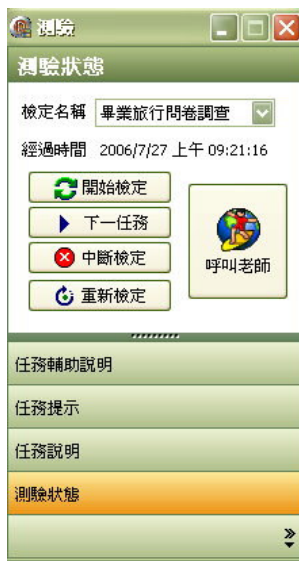 測驗
測驗狀態
檢定名稱 畢業旅行問卷調查
經過時間 2006/7/27 上午 09:21:16
開始檢定
下一任務
中斷檢定
重新檢定
呼叫老師
任務輔助說明
任務提示
任務說明
測驗狀態